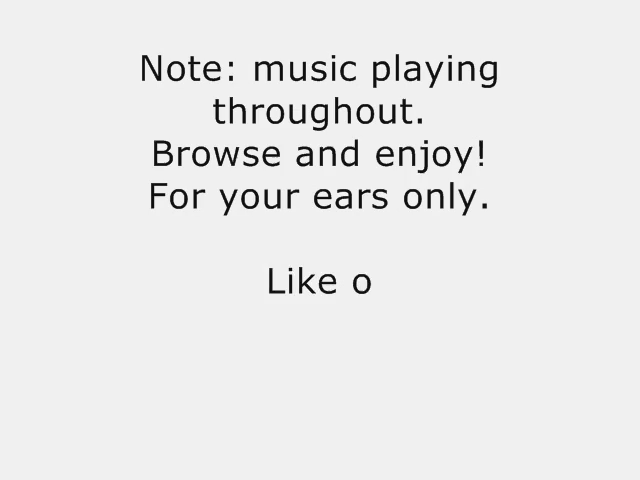 Note: music playing
throughout.
Browse and enjoy!
For your ears only.
Like o